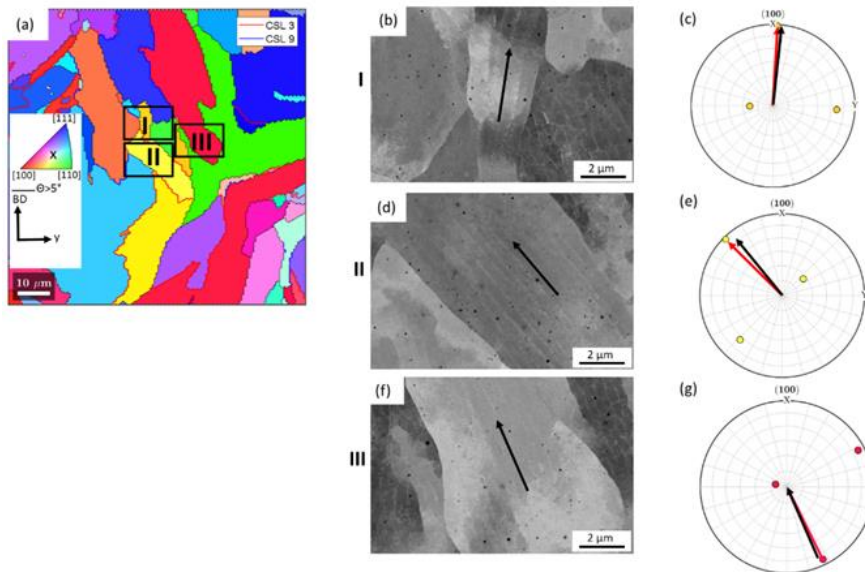 (a)
CSL 3
CSL 9
I
II
III
[111]
X
[100]
[110]
Θ>5°
BD
y
10 μm
I
(b)
2 μm
(c)
(100)
X
Y
II
(d)
2 μm
(e)
(100)
X
Y
III
(f)
2 μm
(g)
(100)
X